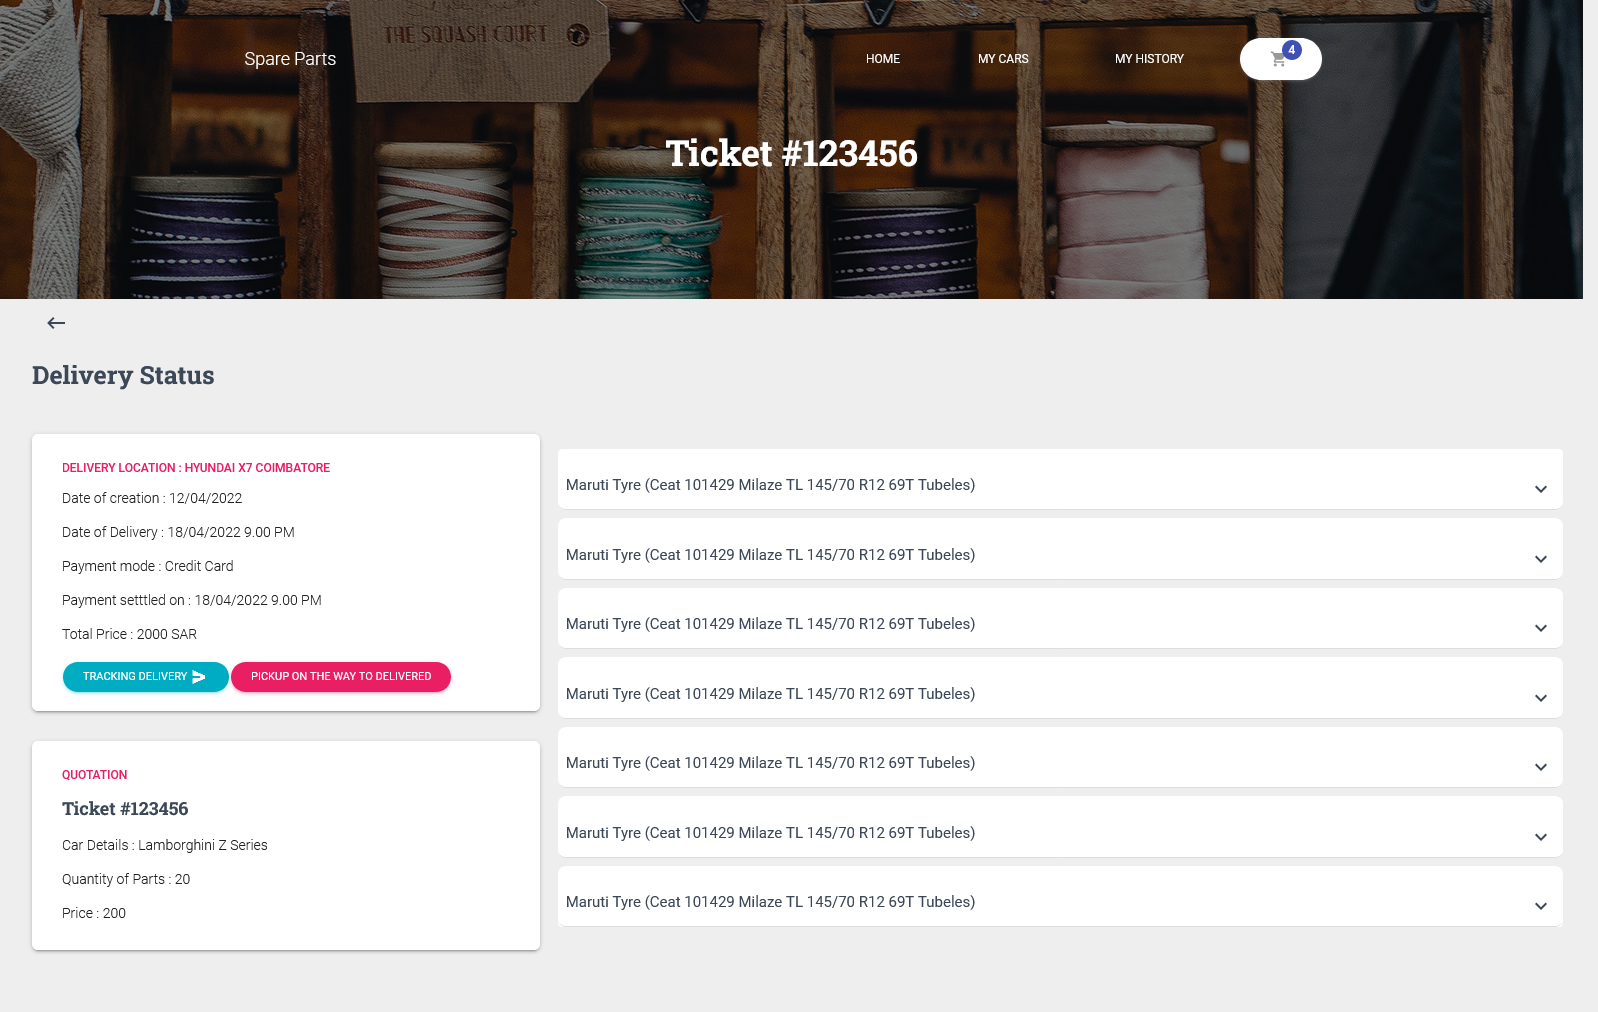 THE SQUASH COURT
Spare Parts
HOME
MY CARS
MY HISTORY
4
Ticket #123456
Delivery Status
DELIVERY LOCATION : HYUNDAI X7 COIMBATORE
Date of creation : 12/04/2022
Date of Delivery : 18/04/2022 9.00 PM
Payment mode : Credit Card
Payment setttled on : 18/04/2022 9.00 PM
Total Price : 2000 SAR
TRACKING DELIVERY
PICKUP ON THE WAY TO DELIVERED
QUOTATION
Ticket #123456
Car Details : Lamborghini Z Series
Quantity of Parts : 20
Price : 200
Maruti Tyre (Ceat 101429 Milaze TL 145/70 R12 69T Tubeles)
Maruti Tyre (Ceat 101429 Milaze TL 145/70 R12 69T Tubeles)
Maruti Tyre (Ceat 101429 Milaze TL 145/70 R12 69T Tubeles)
Maruti Tyre (Ceat 101429 Milaze TL 145/70 R12 69T Tubeles)
Maruti Tyre (Ceat 101429 Milaze TL 145/70 R12 69T Tubeles)
Maruti Tyre (Ceat 101429 Milaze TL 145/70 R12 69T Tubeles)
Maruti Tyre (Ceat 101429 Milaze TL 145/70 R12 69T Tubeles)